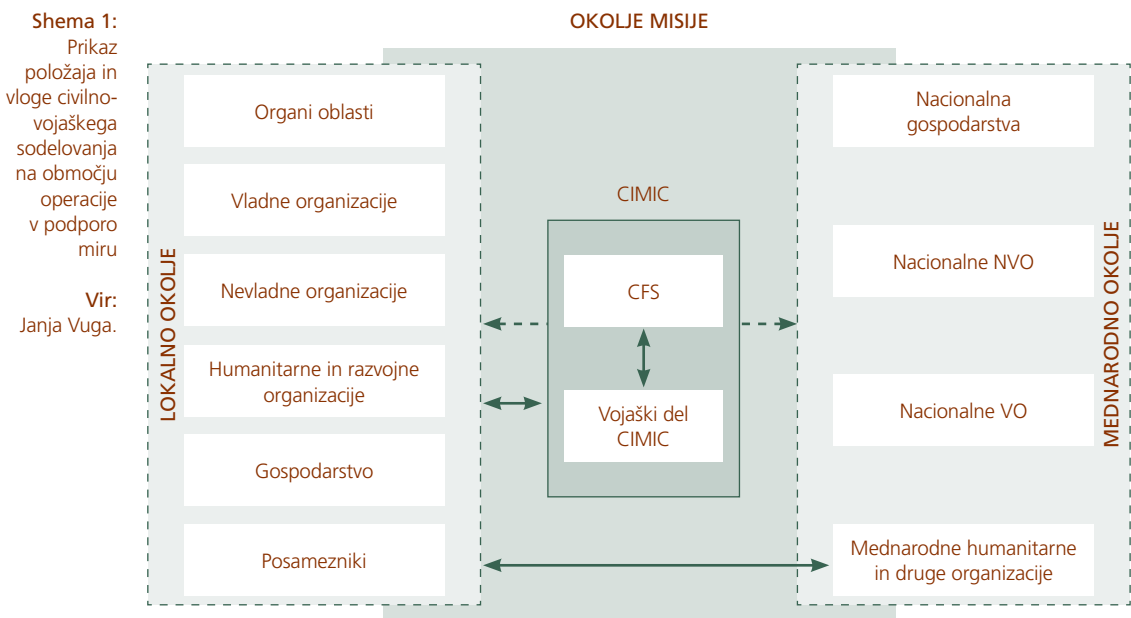 Shema 1:
Prikaz
položaja in
vloge civilno-
vojaškega
sodelovanja
na območju
operacije
v podporo
miru
Vir:
Janja Vuga.
OKOLJE MISIJE
LOKALNO OKOLJE
Organi oblasti
Vladne organizacije
Nevladne organizacije
Humanitarne in razvojne
organizacije
Gospodarstvo
Posamezniki
CIMIC
CFS
Vojaški del
CIMIC
Nacionalna
gospodarstva
Nacionalne NVO
Nacionalne VO
Mednarodne humanitarne
in druge organizacije
MEDNARODNO OKOLJE